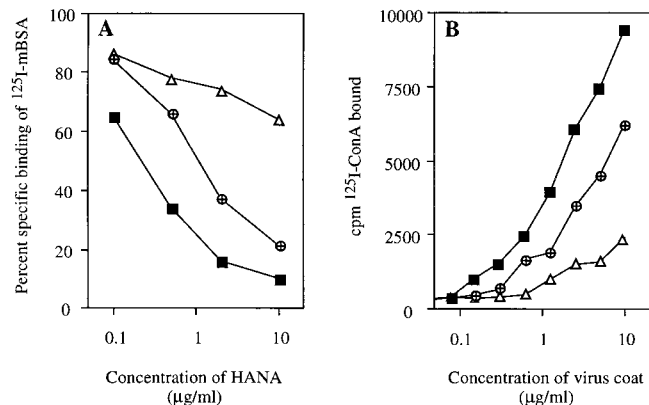 A
Percent specific binding of ¹²⁵I-mBSA
100
80
60
40
20
0
0.1 1 10
Concentration of HANA
(μg/ml)
B
cpm ¹²⁵I-ConA bound
10000
7500
5000
2500
0
0.1 1 10
Concentration of virus coat
(μg/ml)